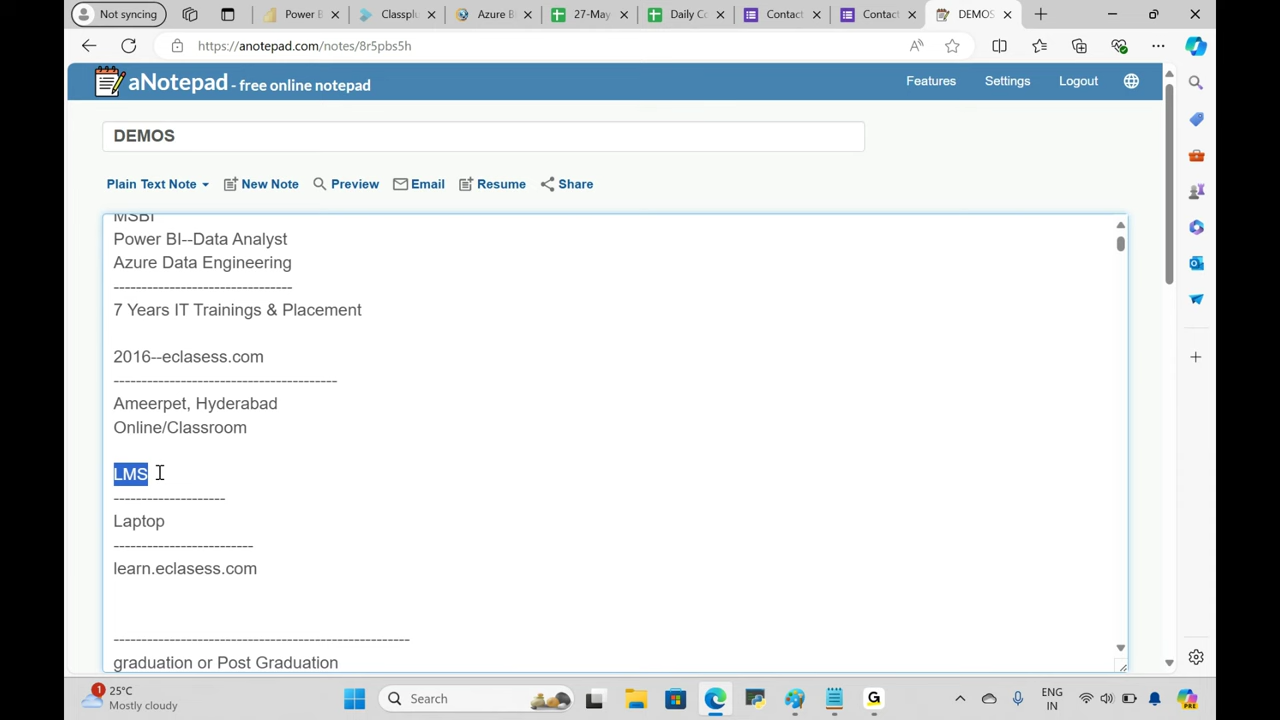 Not syncing
Power B
Classplu
Azure B
27-May
Daily Co
Contact
Contact
DEMOS
https://anotepad.com/notes/8r5pbs5h
aNotepad - free online notepad
Features
Settings
Logout
DEMOS
Plain Text Note
New Note
Preview
Email
Resume
Share
MSBI
Power BI--Data Analyst
Azure Data Engineering
-------------------------------
7 Years IT Trainings & Placement
2016--eclasess.com
---------------------------------------
Ameerpet, Hyderabad
Online/Classroom
LMS
-------------------
Laptop
------------------------
learn.eclasess.com
----------------------------------------------------
graduation or Post Graduation
1
25°C
Mostly cloudy
Search
G
PRE
ENG
IN